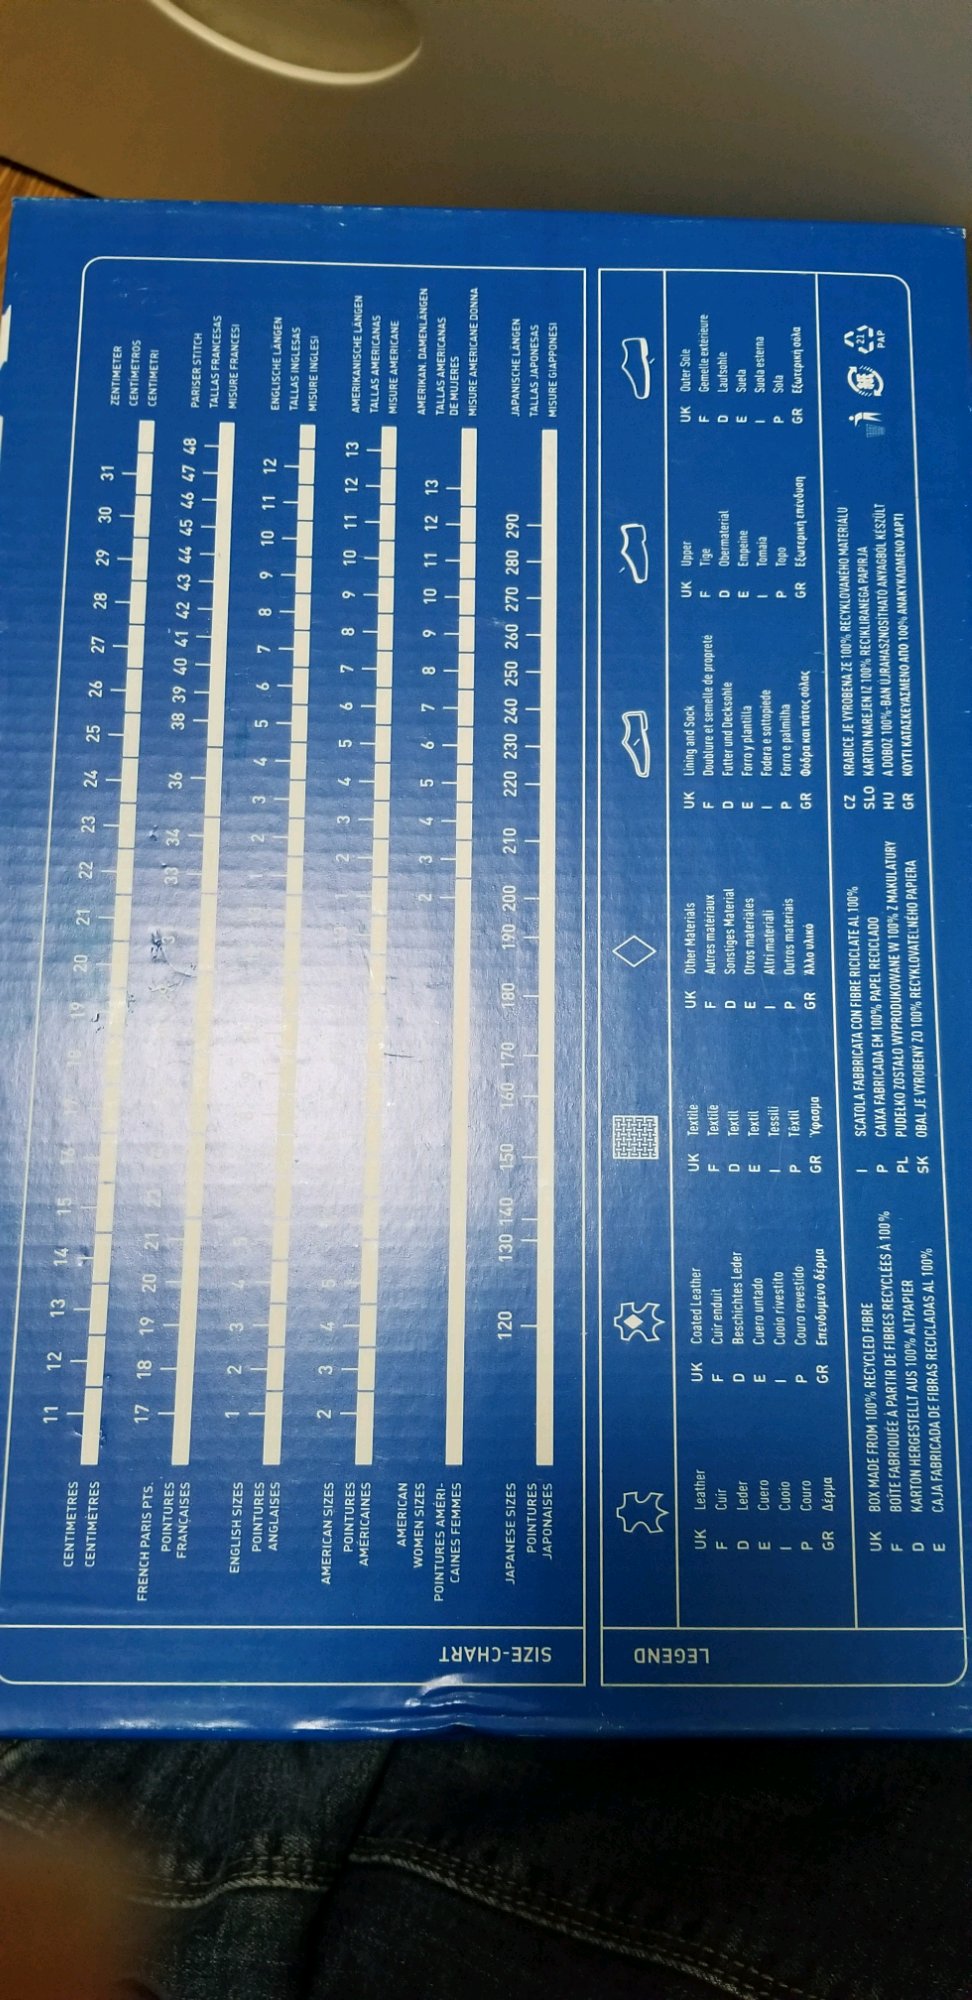 SIZE-CHART
CENTIMETRES
CENTIMÈTRES
11 12 13 14 15 16 19 20 21 22 23 24 25 26 27 28 29 30 31
ZENTIMETER
CENTÍMETROS
CENTIMETRI
FRENCH PARIS PTS.
POINTURES
FRANÇAISES
17 18 19 20 21 22 33 34 36 38 39 40 41 42 43 44 45 46 47 48
PARISER STITCH
TALLAS FRANCESAS
MISURE FRANCESI
ENGLISH SIZES
POINTURES
ANGLAISES
1 2 3 4 5 1 2 3 4 5 6 7 8 9 10 11 12
ENGLISCHE LÄNGEN
TALLAS INGLESAS
MISURE INGLESI
AMERICAN SIZES
POINTURES
AMÉRICAINES
2 3 4 5 1 2 3 4 5 6 7 8 9 10 11 12 13
AMERIKANISCHE LÄNGEN
TALLAS AMERICANAS
MISURE AMERICANE
AMERICAN
WOMEN SIZES
POINTURES AMÉRI-
CAINES FEMMES
2 3 4 5 6 7 8 9 10 11 12 13
AMERIKAN. DAMENLÄNGEN
TALLAS AMERICANAS
DE MUJERES
MISURE AMERICANE DONNA
JAPANESE SIZES
POINTURES
JAPONAISES
120 130 140 150 160 170 180 190 200 210 220 230 240 250 260 270 280 290
JAPANISCHE LÄNGEN
TALLAS JAPONESAS
MISURE GIAPPONESI
LEGEND
UK Leather
F Cuir
D Leder
E Cuero
I Cuoio
P Couro
GR Δέρμα
UK Coated Leather
F Cuir enduit
D Beschichtes Leder
E Cuero untado
I Cuoio rivestito
P Couro revestido
GR Επενδυμένο δέρμα
UK Textile
F Textile
D Textil
E Textil
I Tessili
P Têxtil
GR Ύφασμα
UK Other Materials
F Autres matériaux
D Sonstiges Material
E Otros materiales
I Altri materiali
P Outros materiais
GR Άλλο υλικό
UK Lining and Sock
F Doublure et semelle de propreté
D Futter und Decksohle
E Forro y plantilla
I Fodera e sottopiede
P Forro e palmilha
GR Φόδρα και πάτος σόλας
UK Upper
F Tige
D Obermaterial
E Empeine
I Tomaia
P Topo
GR Εξωτερική επένδυση
UK Outer Sole
F Gemelle extérieure
D Laufsohle
E Suela
I Suola esterna
P Sola
GR Εξωτερική σόλα
UK BOX MADE FROM 100% RECYCLED FIBRE
F BOÎTE FABRIQUÉE À PARTIR DE FIBRES RECYCLÉES À 100%
D KARTON HERGESTELLT AUS 100% ALTPAPIER
E CAJA FABRICADA DE FIBRAS RECICLADAS AL 100%
I SCATOLA FABBRICATA CON FIBRE RICICLATE AL 100%
P CAIXA FABRICADA EM 100% PAPEL RECICLADO
PL PUDEŁKO ZOSTAŁO WYPRODUKOWANE W 100% Z MAKULATURY
SK OBAL JE VYROBENÝ ZO 100% RECYKLOVATEĽNÉHO PAPIERA
CZ KRABICE JE VYROBENA ZE 100% RECYKLOVANÉHO MATERIÁLU
SLO KARTON NAREJEN IZ 100% RECIKLIRANEGA PAPIRJA
HU A DOBOZ 100%-BAN UJRAHASZNOSÍTHATÓ ANYAGBÓL KÉSZÜLT
GR ΚΟΥΤΙ ΚΑΤΑΣΚΕΥΑΣΜΕΝΟ ΑΠΟ 100% ΑΝΑΚΥΚΛΩΜΕΝΟ ΧΑΡΤΙ
21
PAP